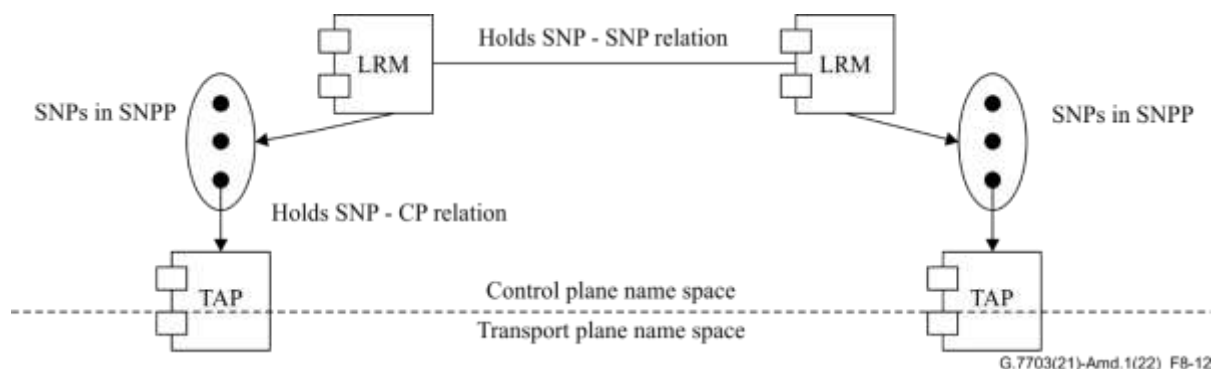 Holds SNP - SNP relation
LRM
LRM
SNPs in SNPP
SNPs in SNPP
Holds SNP - CP relation
TAP
TAP
Control plane name space
Transport plane name space
G.7703(21)-Amd.1(22)_F8-12